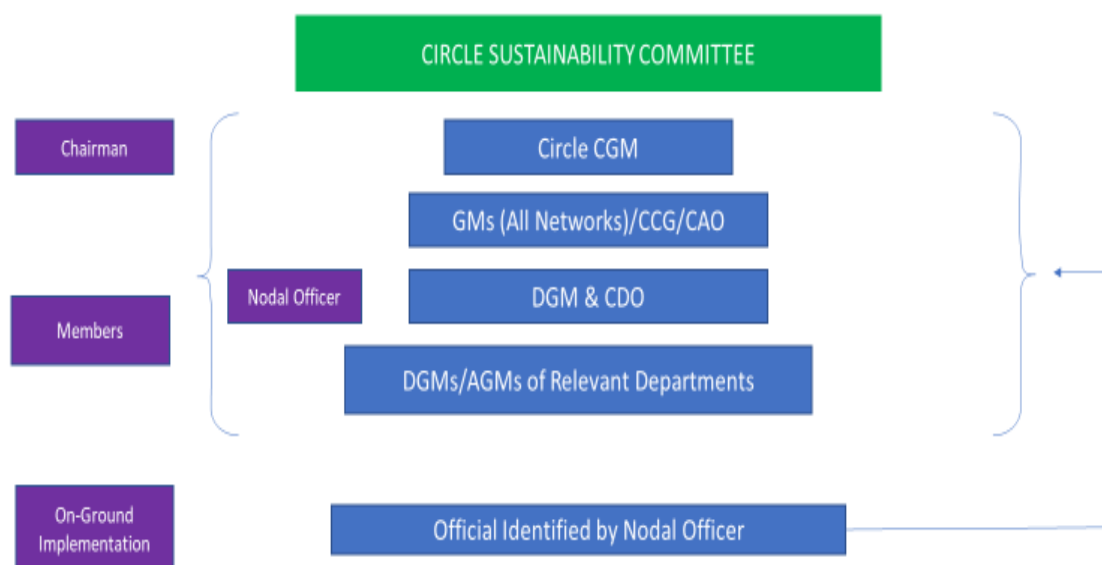 CIRCLE SUSTAINABILITY COMMITTEE
Chairman
Circle CGM
GMs (All Networks)/CCG/CAO
Nodal Officer
DGM & CDO
Members
DGMs/AGMs of Relevant Departments
On-Ground
Implementation
Official Identified by Nodal Officer